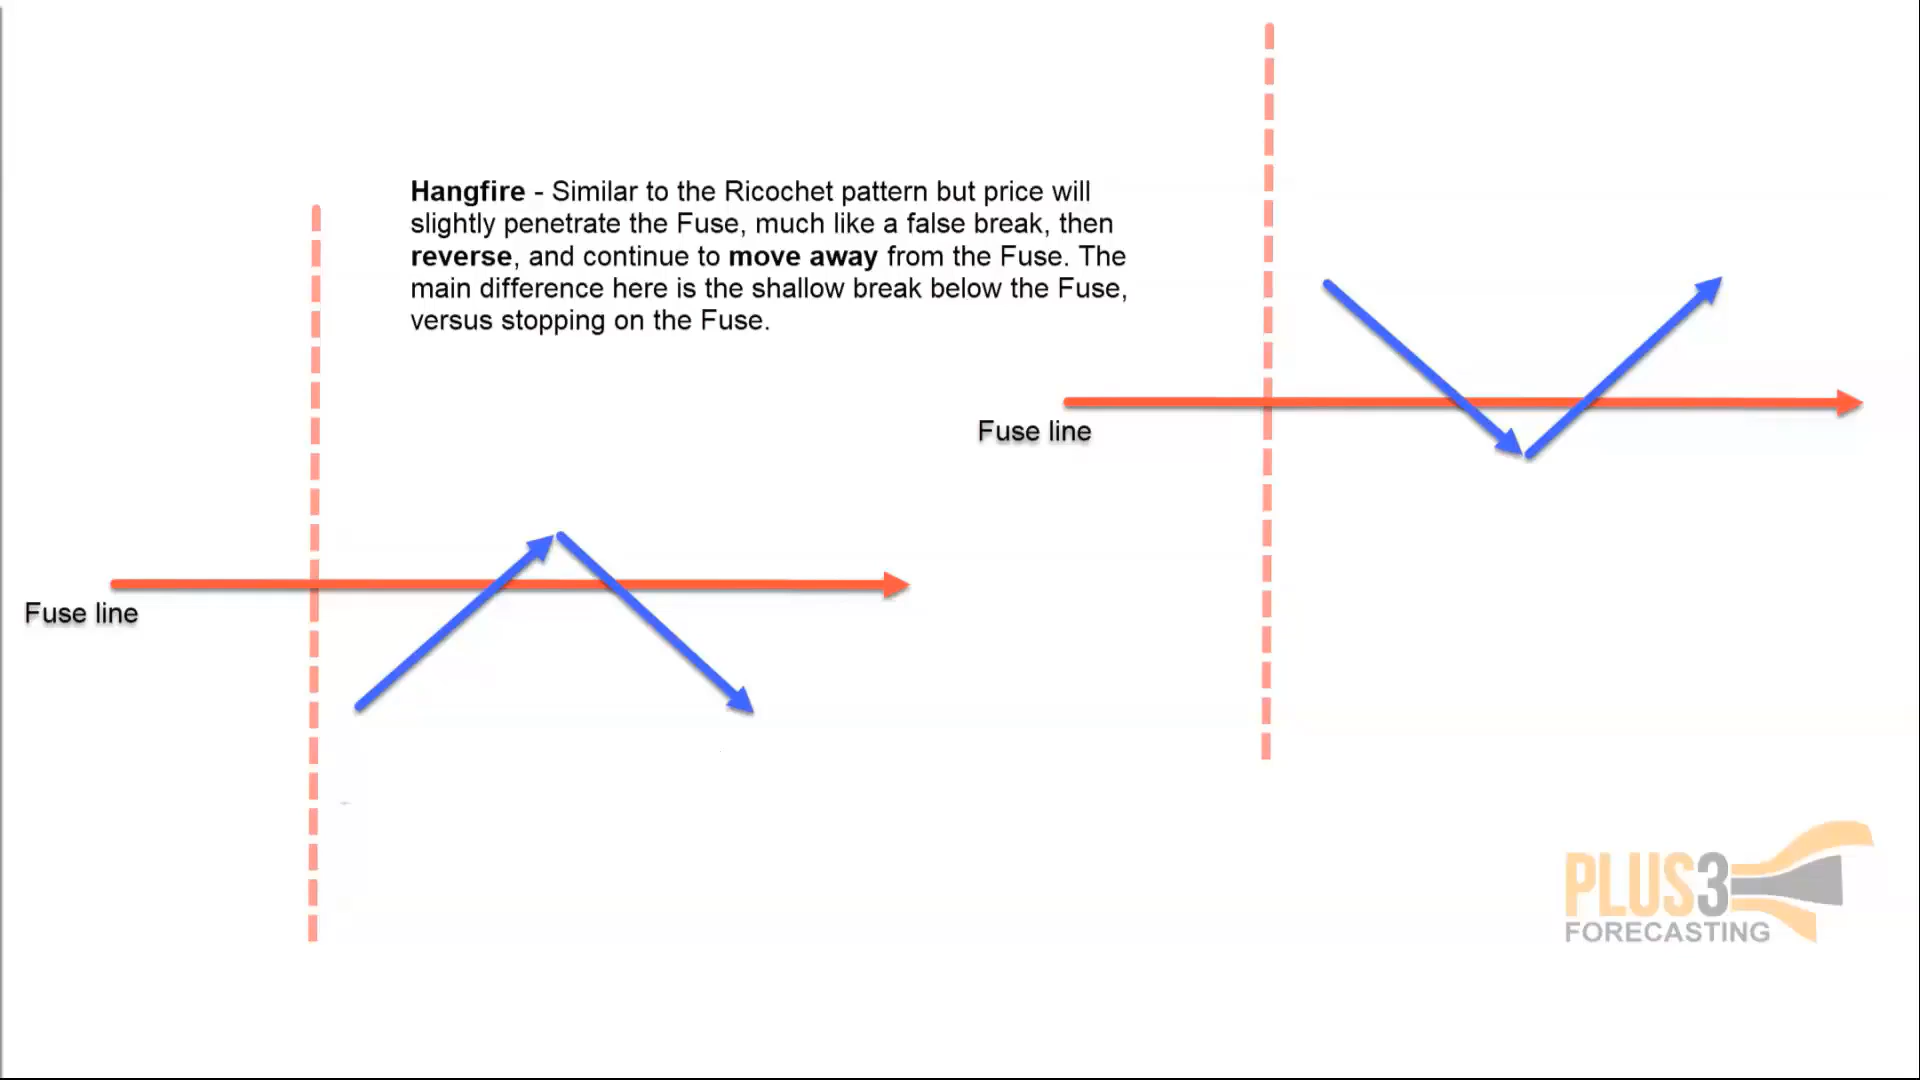 Hangfire - Similar to the Ricochet pattern but price will
slightly penetrate the Fuse, much like a false break, then
reverse, and continue to move away from the Fuse. The
main difference here is the shallow break below the Fuse,
versus stopping on the Fuse.
Fuse line
Fuse line
PLUS3
FORECASTING